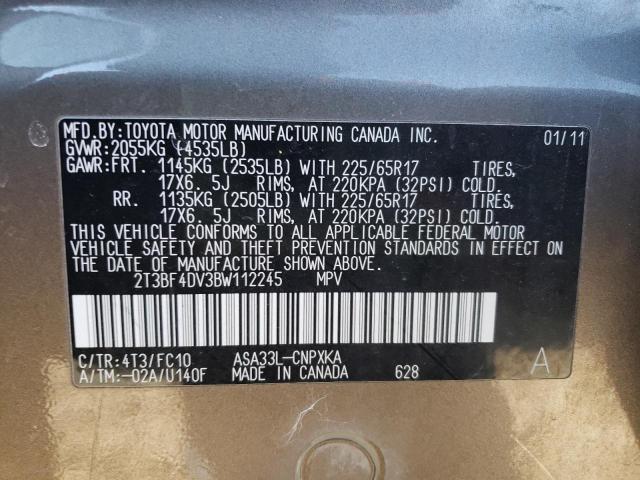 MFD.BY:TOYOTA MOTOR MANUFACTURING CANADA INC. 01/11
GVWR:2055KG (4535LB)
GAWR:FRT. 1145KG (2535LB) WITH 225/65R17 TIRES,
17X6.5J RIMS, AT 220KPA (32PSI) COLD.
RR. 1135KG (2505LB) WITH 225/65R17 TIRES,
17X6.5J RIMS, AT 220KPA (32PSI) COLD.
THIS VEHICLE CONFORMS TO ALL APPLICABLE FEDERAL MOTOR
VEHICLE SAFETY AND THEFT PREVENTION STANDARDS IN EFFECT ON
THE DATE OF MANUFACTURE SHOWN ABOVE.
2T3BF4DV3BW112245 MPV
C/TR:4T3/FC10 ASA33L-CNPXKA A
A/TM:-02A/U140F MADE IN CANADA 628